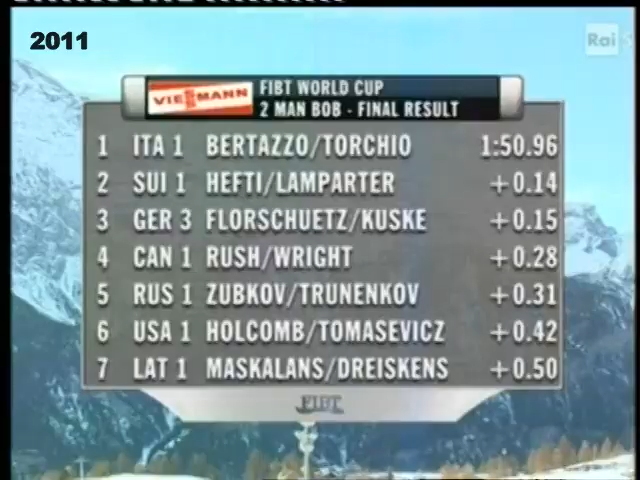 2011
Rai S
VIESSMANN
FIBT WORLD CUP
2 MAN BOB - FINAL RESULT
1 ITA 1 BERTAZZO/TORCHIO 1:50.96
2 SUI 1 HEFTI/LAMPARTER +0.14
3 GER 3 FLORSCHUETZ/KUSKE +0.15
4 CAN 1 RUSH/WRIGHT +0.28
5 RUS 1 ZUBKOV/TRUNENKOV +0.31
6 USA 1 HOLCOMB/TOMASEVICZ +0.42
7 LAT 1 MASKALANS/DREISKENS +0.50
FIBT